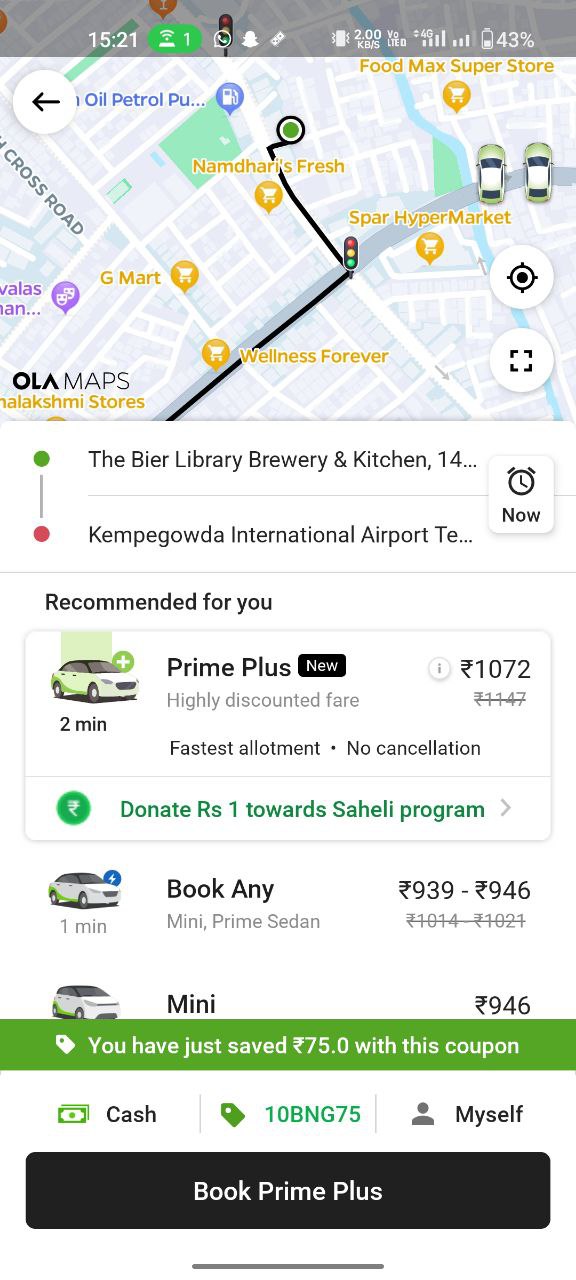 15:21
1
2.00 KB/S
Vo LTE
4G
43%
Food Max Super Store
Oil Petrol Pu...
CROSS ROAD
Namdhari's Fresh
Spar HyperMarket
G Mart
valas
nan...
Wellness Forever
OLA MAPS
nalakshmi Stores
The Bier Library Brewery & Kitchen, 14...
Now
Kempegowda International Airport Te...
Recommended for you
Prime Plus New ₹1072
Highly discounted fare ₹1147
2 min
Fastest allotment • No cancellation
Donate Rs 1 towards Saheli program
Book Any ₹939 - ₹946
1 min
Mini, Prime Sedan ₹1014 - ₹1021
Mini ₹946
You have just saved ₹75.0 with this coupon
Cash 10BNG75 Myself
Book Prime Plus